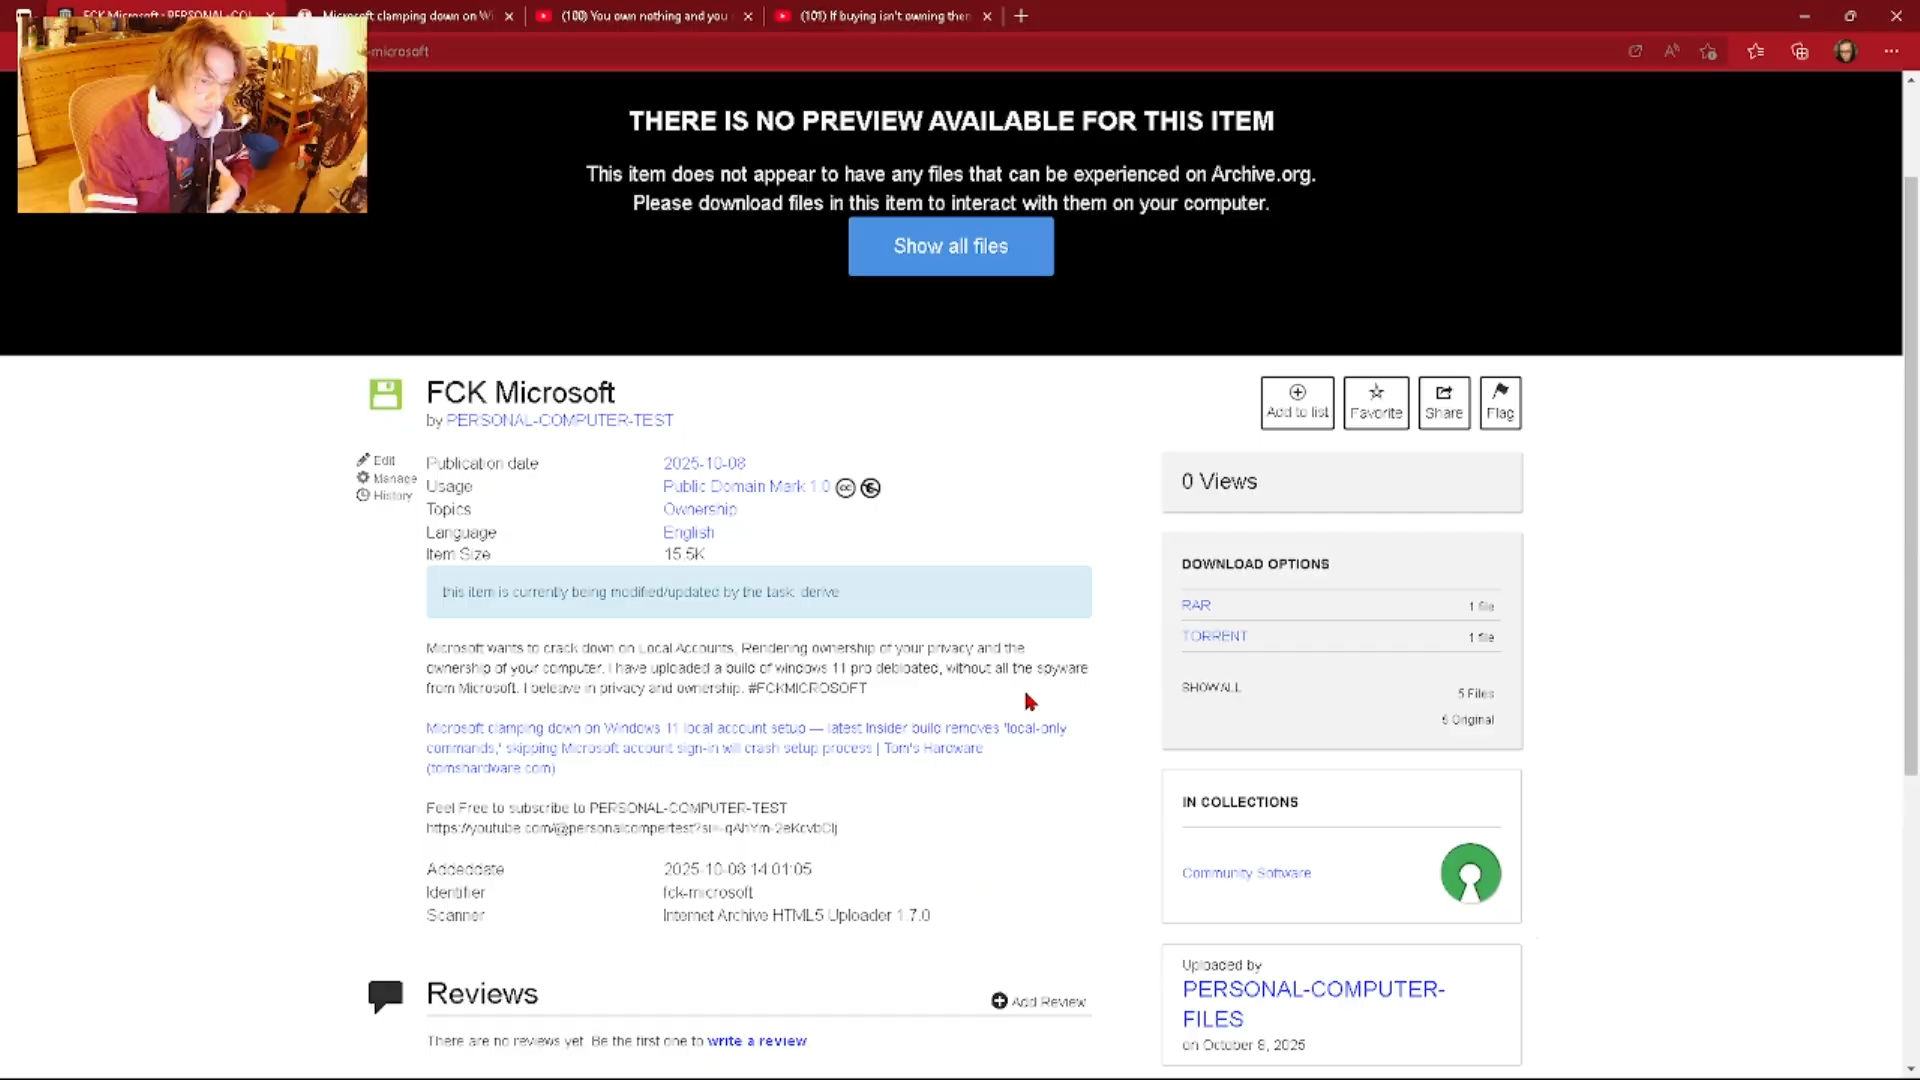 FCK Microsoft : PERSONAL-COM
Microsoft clamping down on Wi
(100) You own nothing and you
(101) If buying isn't owning then
-microsoft
THERE IS NO PREVIEW AVAILABLE FOR THIS ITEM
This item does not appear to have any files that can be experienced on Archive.org.
Please download files in this item to interact with them on your computer.
Show all files
FCK Microsoft
by PERSONAL-COMPUTER-TEST
Add to list
Favorite
Share
Flag
Edit
Manage
History
Publication date 2025-10-08
Usage Public Domain Mark 1.0
Topics Ownership
Language English
Item Size 15.5K
this item is currently being modified/updated by the task: derive
Microsoft wants to crack down on Local Accounts, Rendering ownership of your privacy and the
ownership of your computer. I have uploaded a build of windows 11 pro debloated, without all the spyware
from Microsoft. I beleave in privacy and ownership. #FCKMICROSOFT
Microsoft clamping down on Windows 11 local account setup — latest Insider build removes 'local-only
commands,' skipping Microsoft account sign-in will crash setup process | Tom's Hardware
(tomshardware.com)
Feel Free to subscribe to PERSONAL-COMPUTER-TEST
Addeddate 2025-10-08 14:01:05
Identifier fck-microsoft
Scanner Internet Archive HTML5 Uploader 1.7.0
Reviews
Add Review
There are no reviews yet. Be the first one to write a review
0 Views
DOWNLOAD OPTIONS
RAR 1 file
TORRENT 1 file
SHOW ALL 5 Files
5 Original
IN COLLECTIONS
Community Software
Uploaded by
PERSONAL-COMPUTER-
FILES
on October 8, 2025